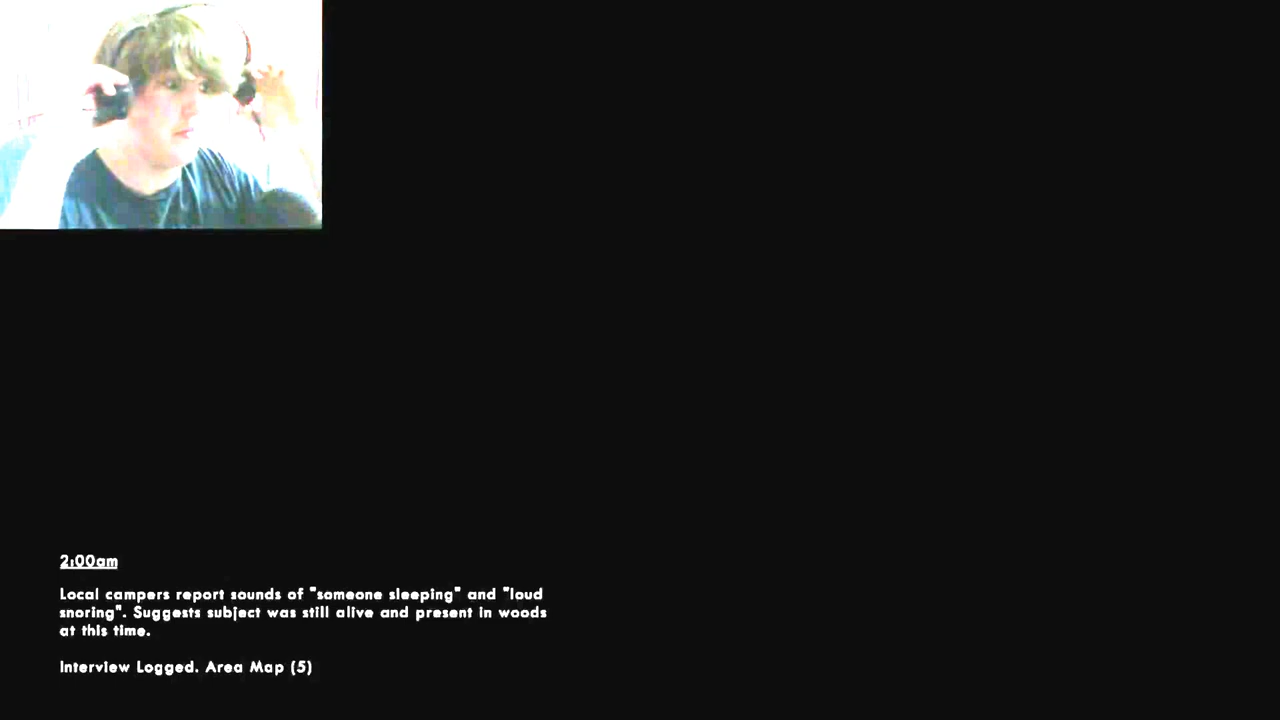 2:00am
Local campers report sounds of "someone sleeping" and "loud
snoring". Suggests subject was still alive and present in woods
at this time.
Interview Logged. Area Map (5)